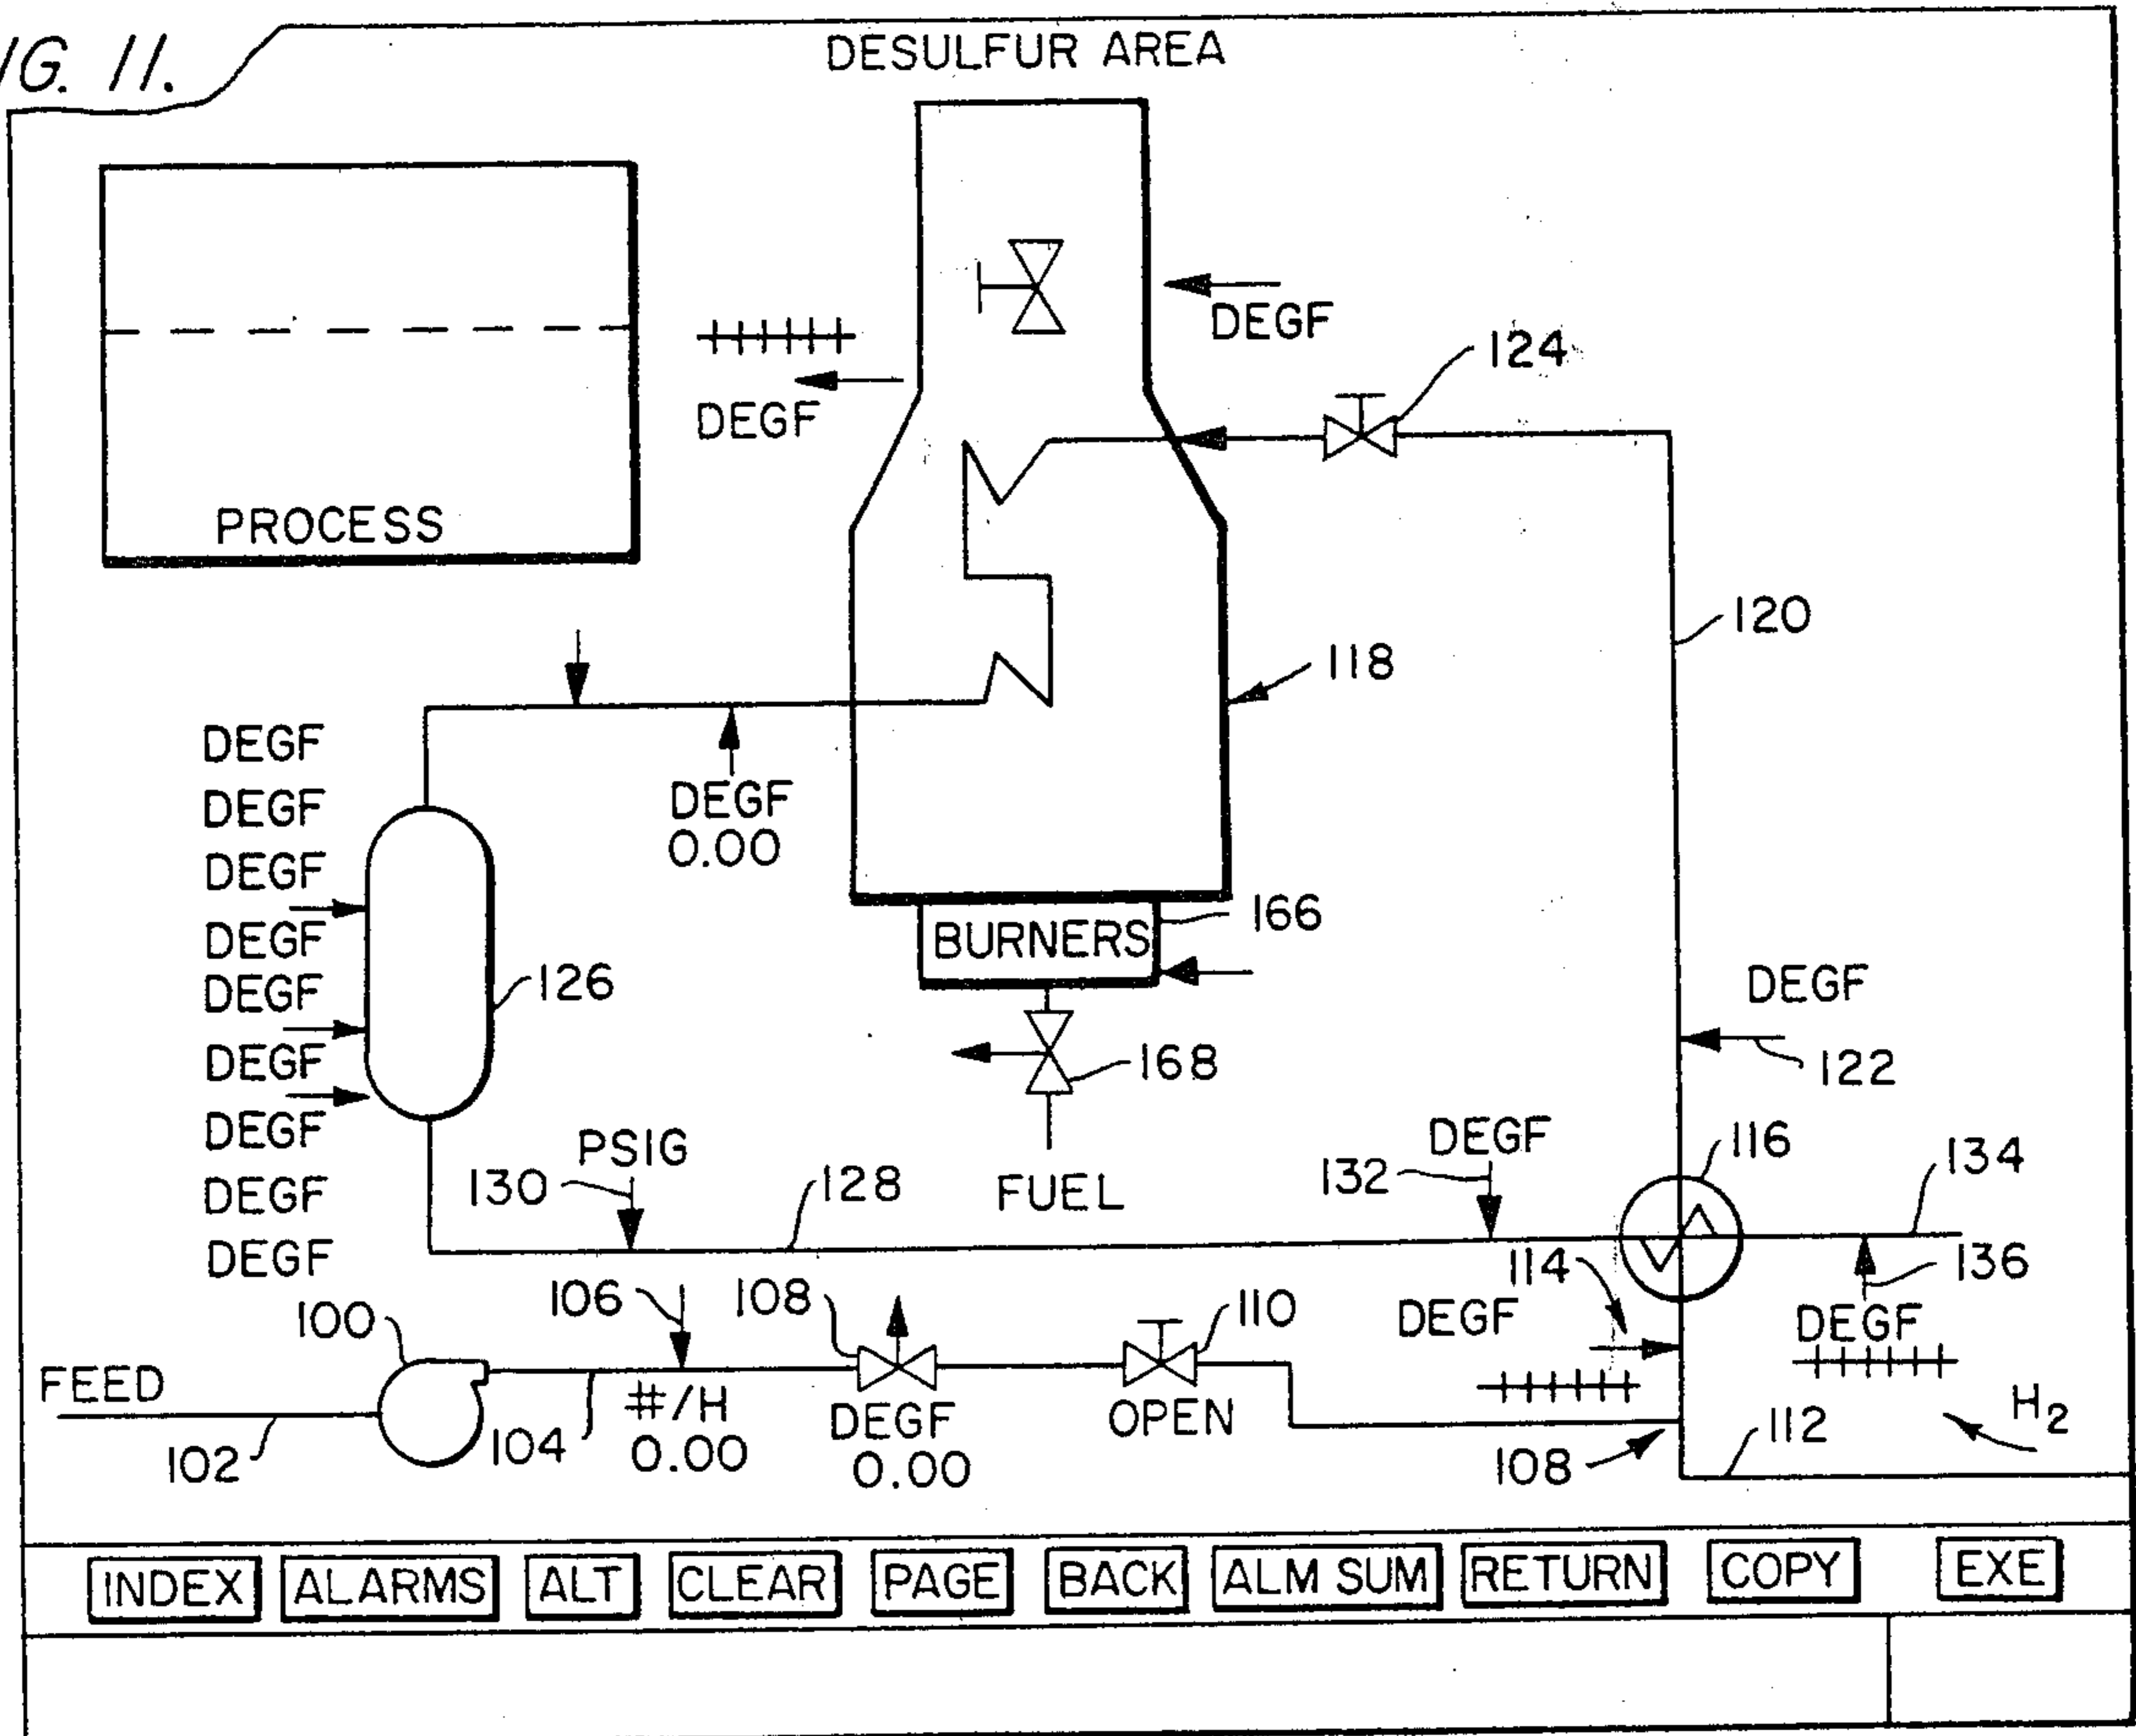 IG. 11.
DESULFUR AREA
PROCESS
DEGF
DEGF
124
120
118
DEGF
DEGF
DEGF
DEGF
DEGF
DEGF
DEGF
DEGF
DEGF
DEGF
0.00
126
BURNERS
166
168
FUEL
DEGF
122
PSIG
130
128
DEGF
132
116
134
114
DEGF
136
DEGF
H2
100
FEED
102
104
106
#/H
0.00
108
DEGF
0.00
110
OPEN
108
112
INDEX ALARMS ALT CLEAR PAGE BACK ALM SUM RETURN COPY EXE